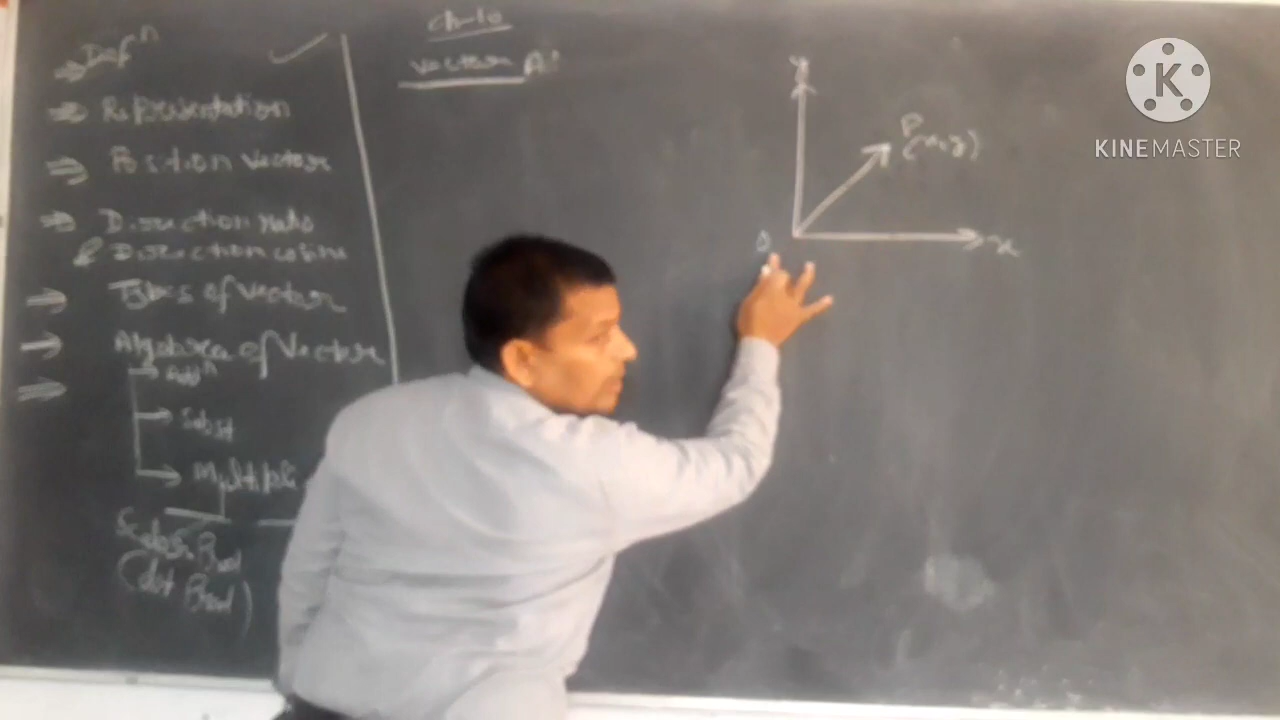 ⇒ Defⁿ
⇒ Representation
⇒ Position Vector
⇒ Direction ratio
& Direction cosine
⇒ Types of Vector
→ Algebra of Vector
⇒
→ Addⁿ
→ Subst
→ Multiple
Scalar Prod
(dot Prod)
ch-10
Vector A
y
P
(x,y)
O
x
K
KINEMASTER